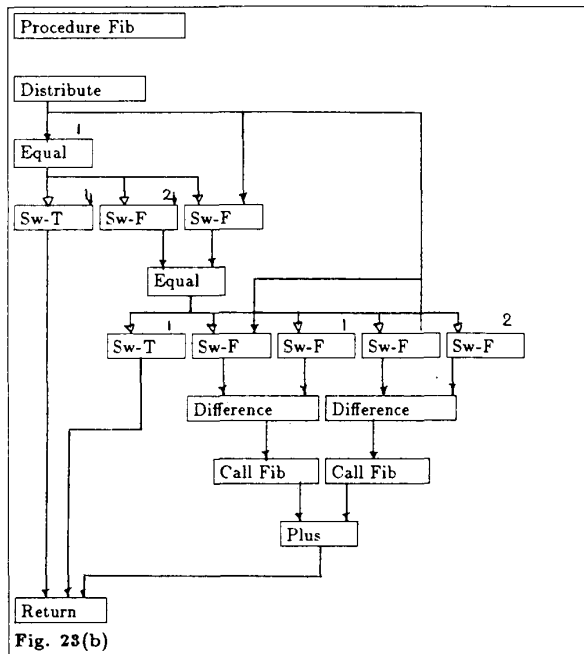 Procedure Fib
Distribute
1
Equal
1 2
Sw-T Sw-F Sw-F
Equal
1 1 2
Sw-T Sw-F Sw-F Sw-F Sw-F
Difference Difference
Call Fib Call Fib
Plus
Return
Fig. 23(b)